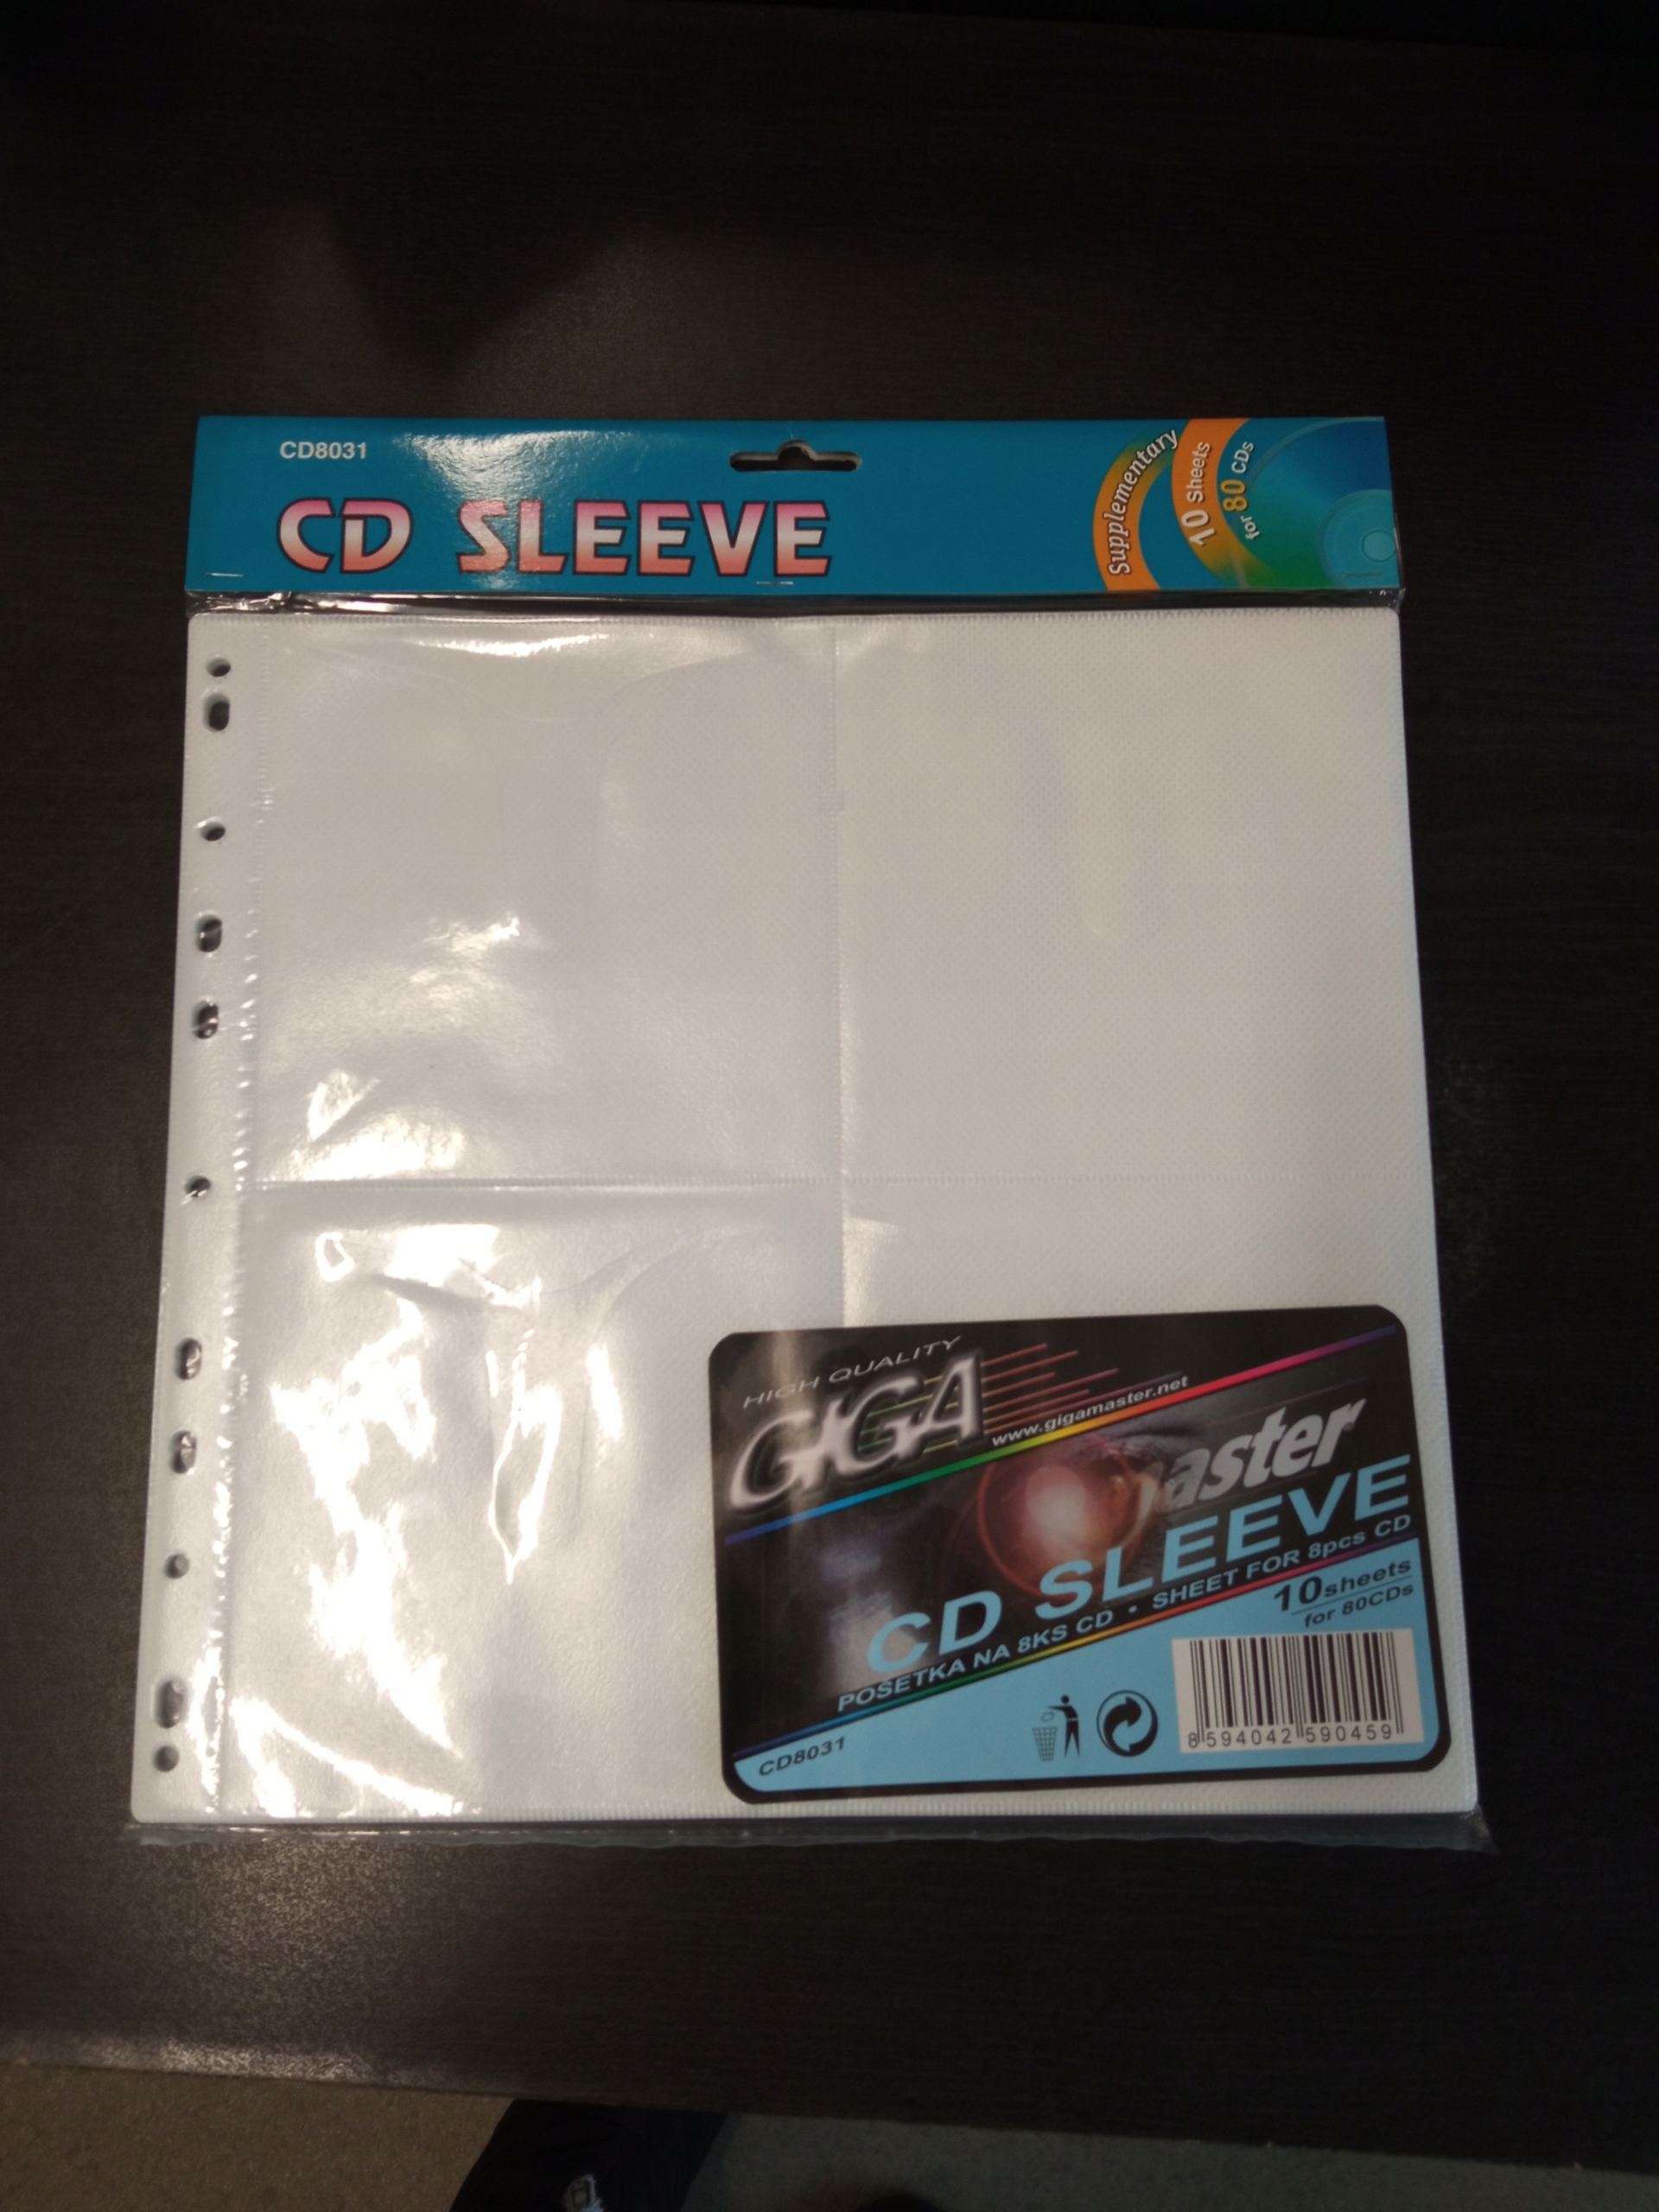 CD8031
CD SLEEVE
Supplementary
10 Sheets
for 80 CDs
HIGH QUALITY
GIGA
www.gigamaster.net
aster
CD SLEEVE
POŠETKA NA 8KS CD • SHEET FOR 8pcs CD
10sheets
for 80CDs
CD8031
8 594042 590459